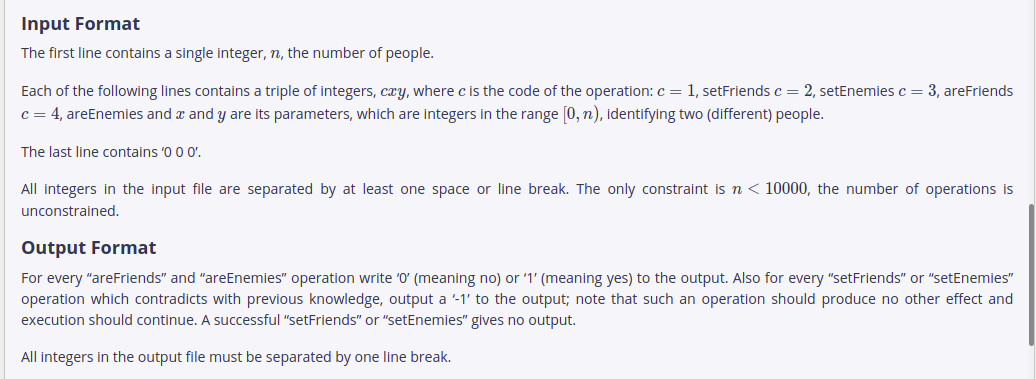 Input Format
The first line contains a single integer, n, the number of people.
Each of the following lines contains a triple of integers, cxy, where c is the code of the operation: c = 1, setFriends c = 2, setEnemies c = 3, areFriends
c = 4, areEnemies and x and y are its parameters, which are integers in the range [0, n), identifying two (different) people.
The last line contains ‘0 0 0’.
All integers in the input file are separated by at least one space or line break. The only constraint is n < 10000, the number of operations is
unconstrained.
Output Format
For every “areFriends” and “areEnemies” operation write ‘0’ (meaning no) or ‘1’ (meaning yes) to the output. Also for every “setFriends” or “setEnemies”
operation which contradicts with previous knowledge, output a ‘-1’ to the output; note that such an operation should produce no other effect and
execution should continue. A successful “setFriends” or “setEnemies” gives no output.
All integers in the output file must be separated by one line break.